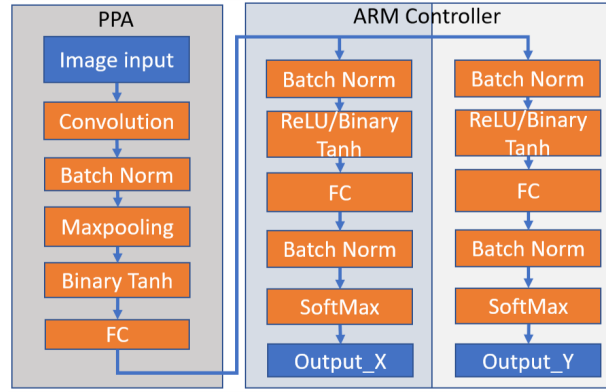 PPA
Image input
Convolution
Batch Norm
Maxpooling
Binary Tanh
FC
ARM Controller
Batch Norm
ReLU/Binary
Tanh
FC
Batch Norm
SoftMax
Output_X
Batch Norm
ReLU/Binary
Tanh
FC
Batch Norm
SoftMax
Output_Y